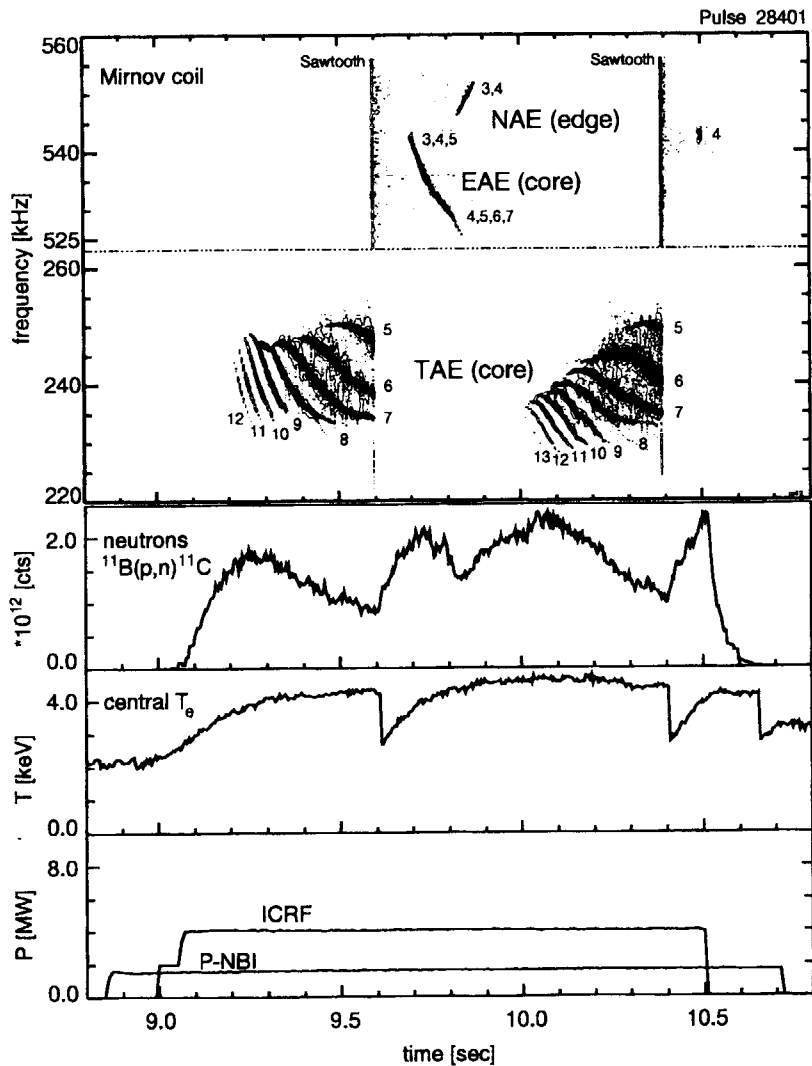 Pulse 28401
560
540
525
260
240
220
frequency [kHz]
Mirnov coil
Sawtooth
Sawtooth
3,4
NAE (edge)
3,4,5
EAE (core)
4,5,6,7
4
TAE (core)
5
6
7
8
9
10
11
12
5
6
7
8
9
10
11
12
13
neutrons
¹¹B(p,n)¹¹C
2.0
0.0
*10¹² [cts]
central Tₑ
4.0
0.0
T [keV]
8.0
0.0
P [MW]
ICRF
P-NBI
9.0 9.5 10.0 10.5
time [sec]